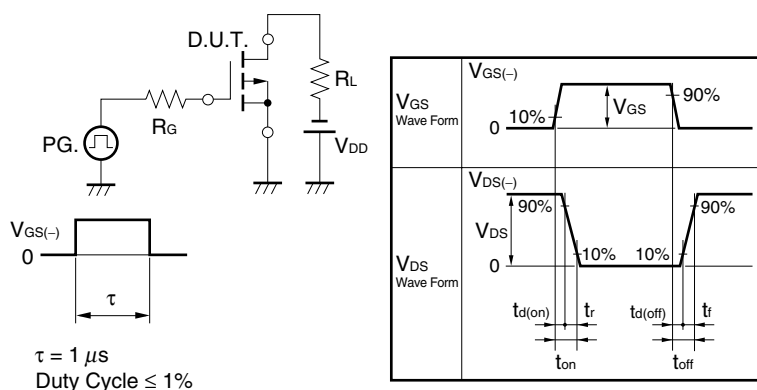 D.U.T.
RL
RG
PG.
VDD
VGS(−)
0
τ
τ = 1 μs
Duty Cycle ≤ 1%
VGS
Wave Form
VGS(−)
10%
VGS
90%
0
VDS
Wave Form
VDS(−)
90%
90%
VDS
10% 10%
0
td(on) tr td(off) tf
ton toff